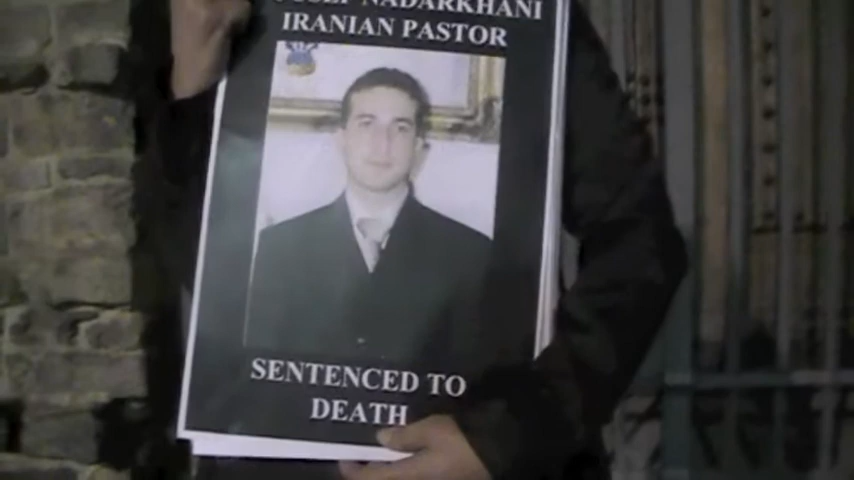 NADARKHANI
IRANIAN PASTOR
SENTENCED TO
DEATH